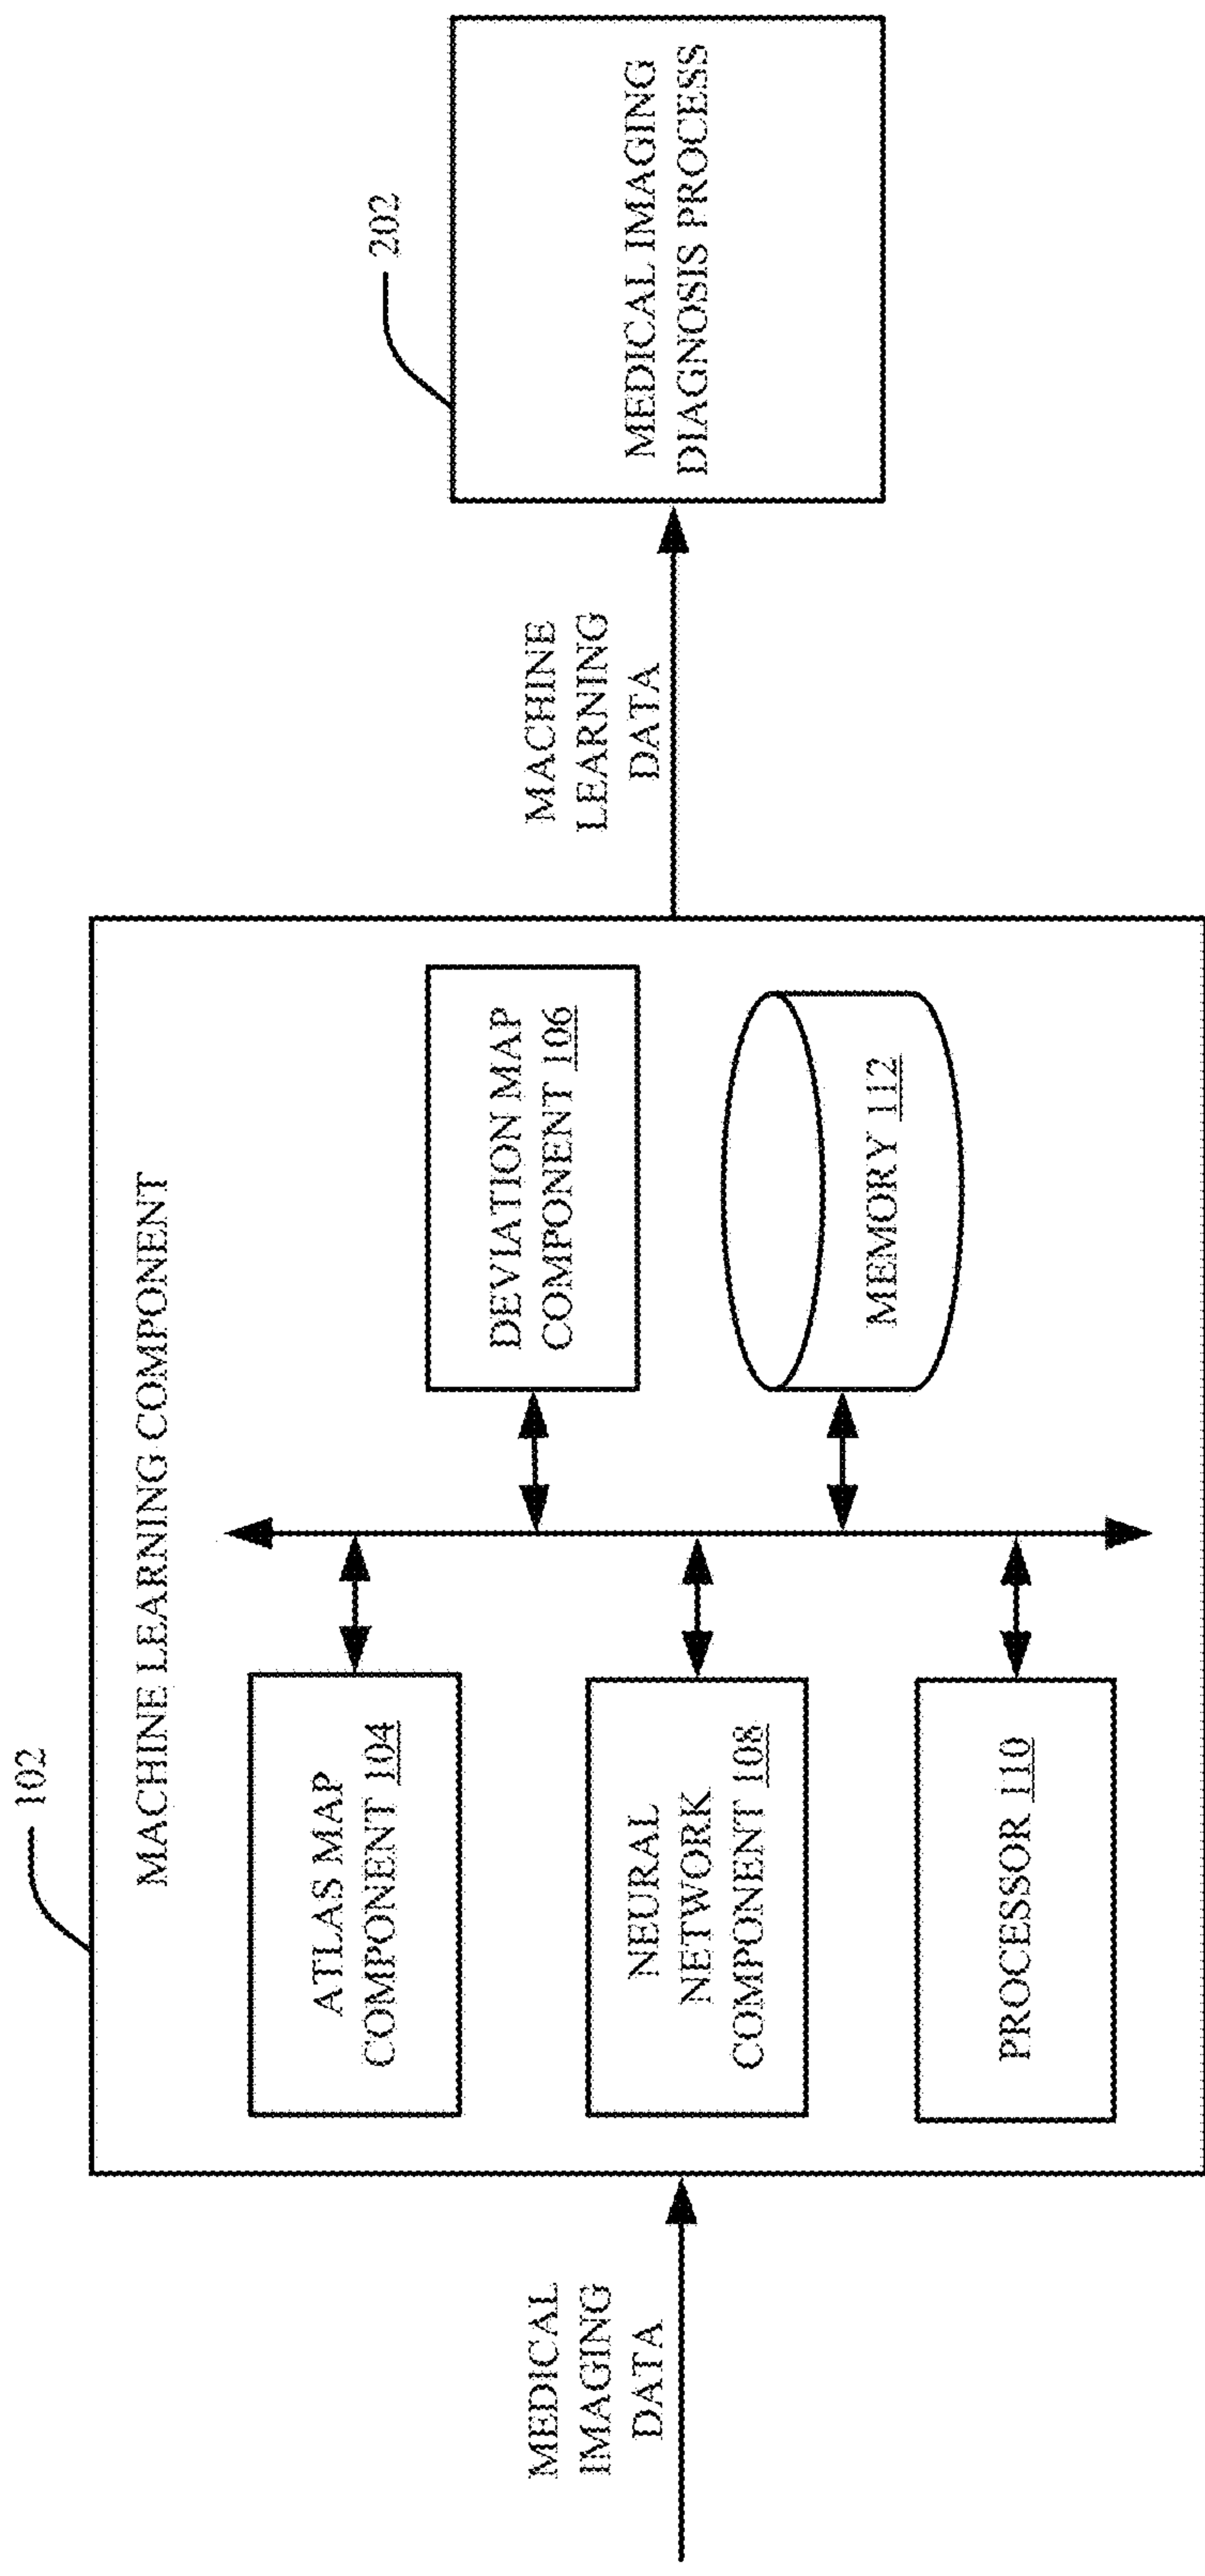 102
MACHINE LEARNING COMPONENT
MEDICAL
IMAGING
DATA
ATLAS MAP
COMPONENT 104
NEURAL
NETWORK
COMPONENT 108
PROCESSOR 110
DEVIATION MAP
COMPONENT 106
MEMORY 112
MACHINE
LEARNING
DATA
202
MEDICAL IMAGING
DIAGNOSIS PROCESS